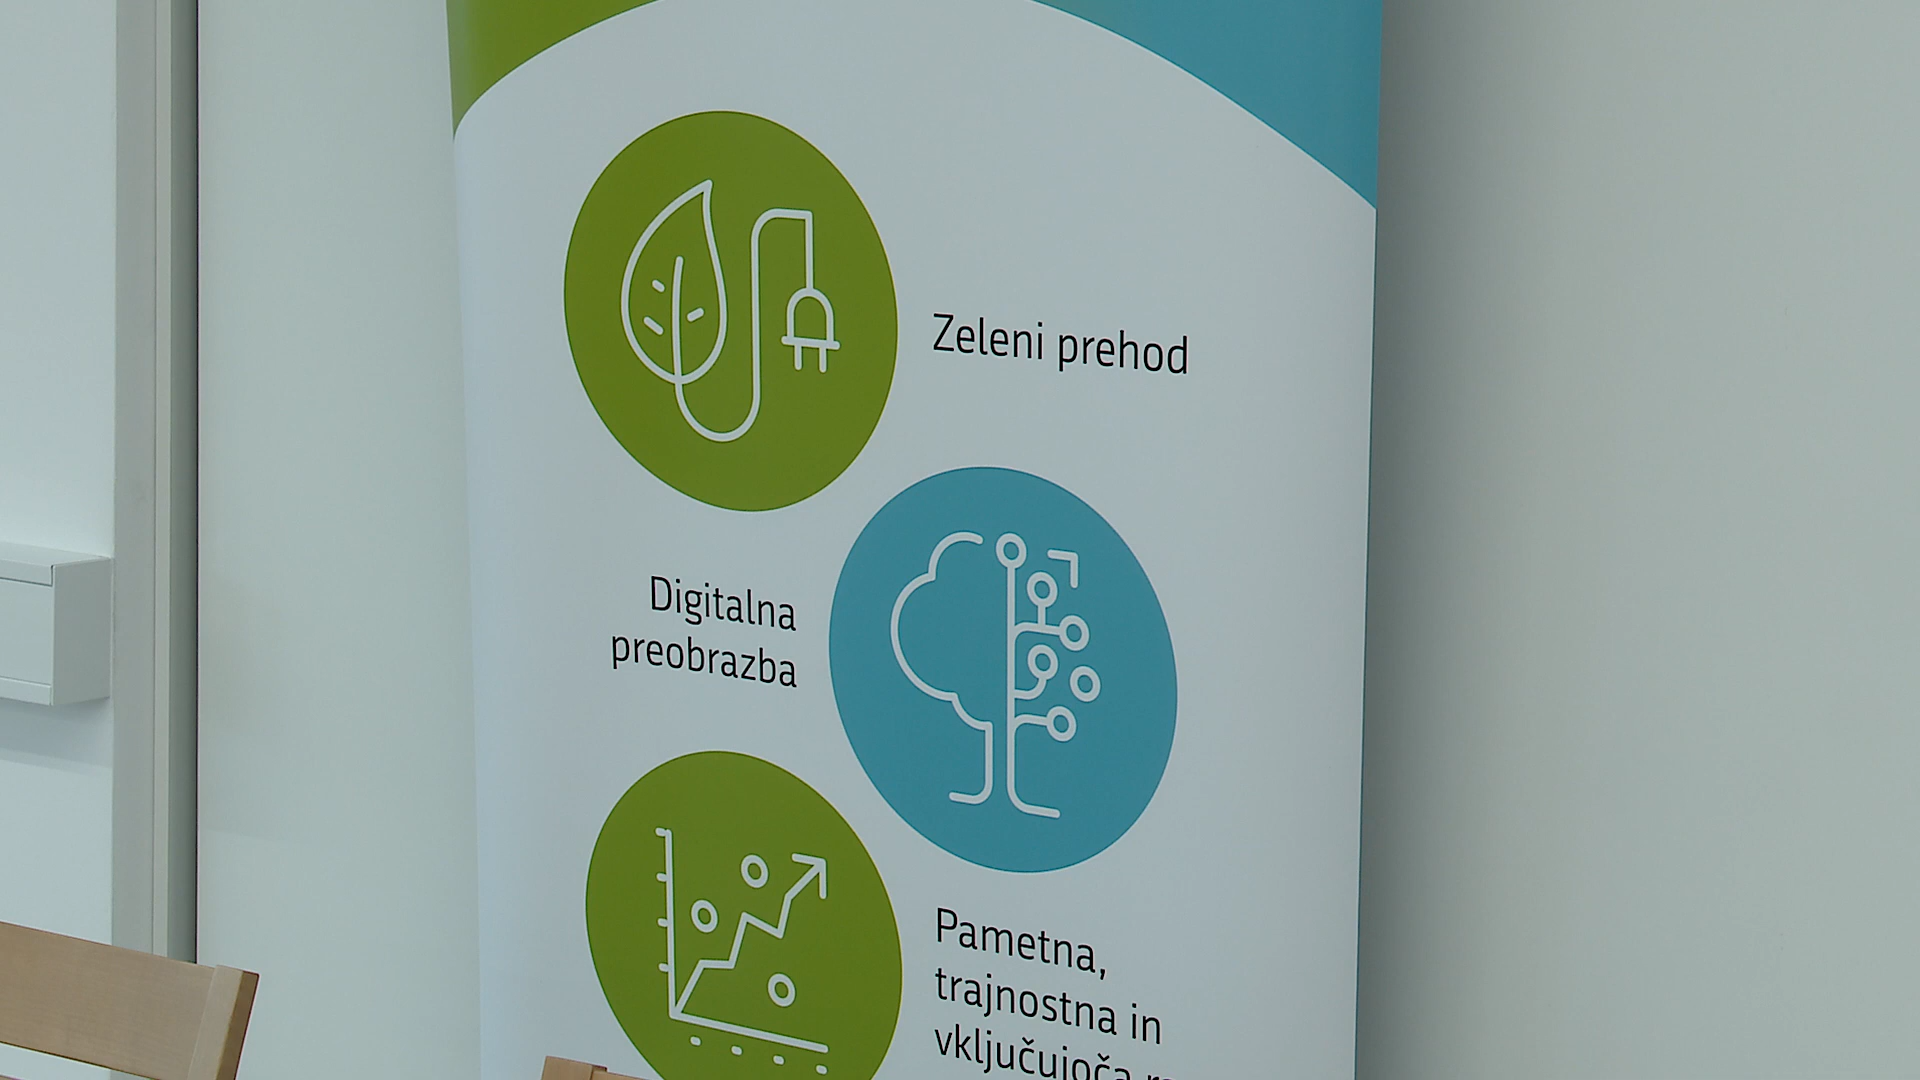 Zeleni prehod
Digitalna
preobrazba
Pametna,
trajnostna in
vključujoča